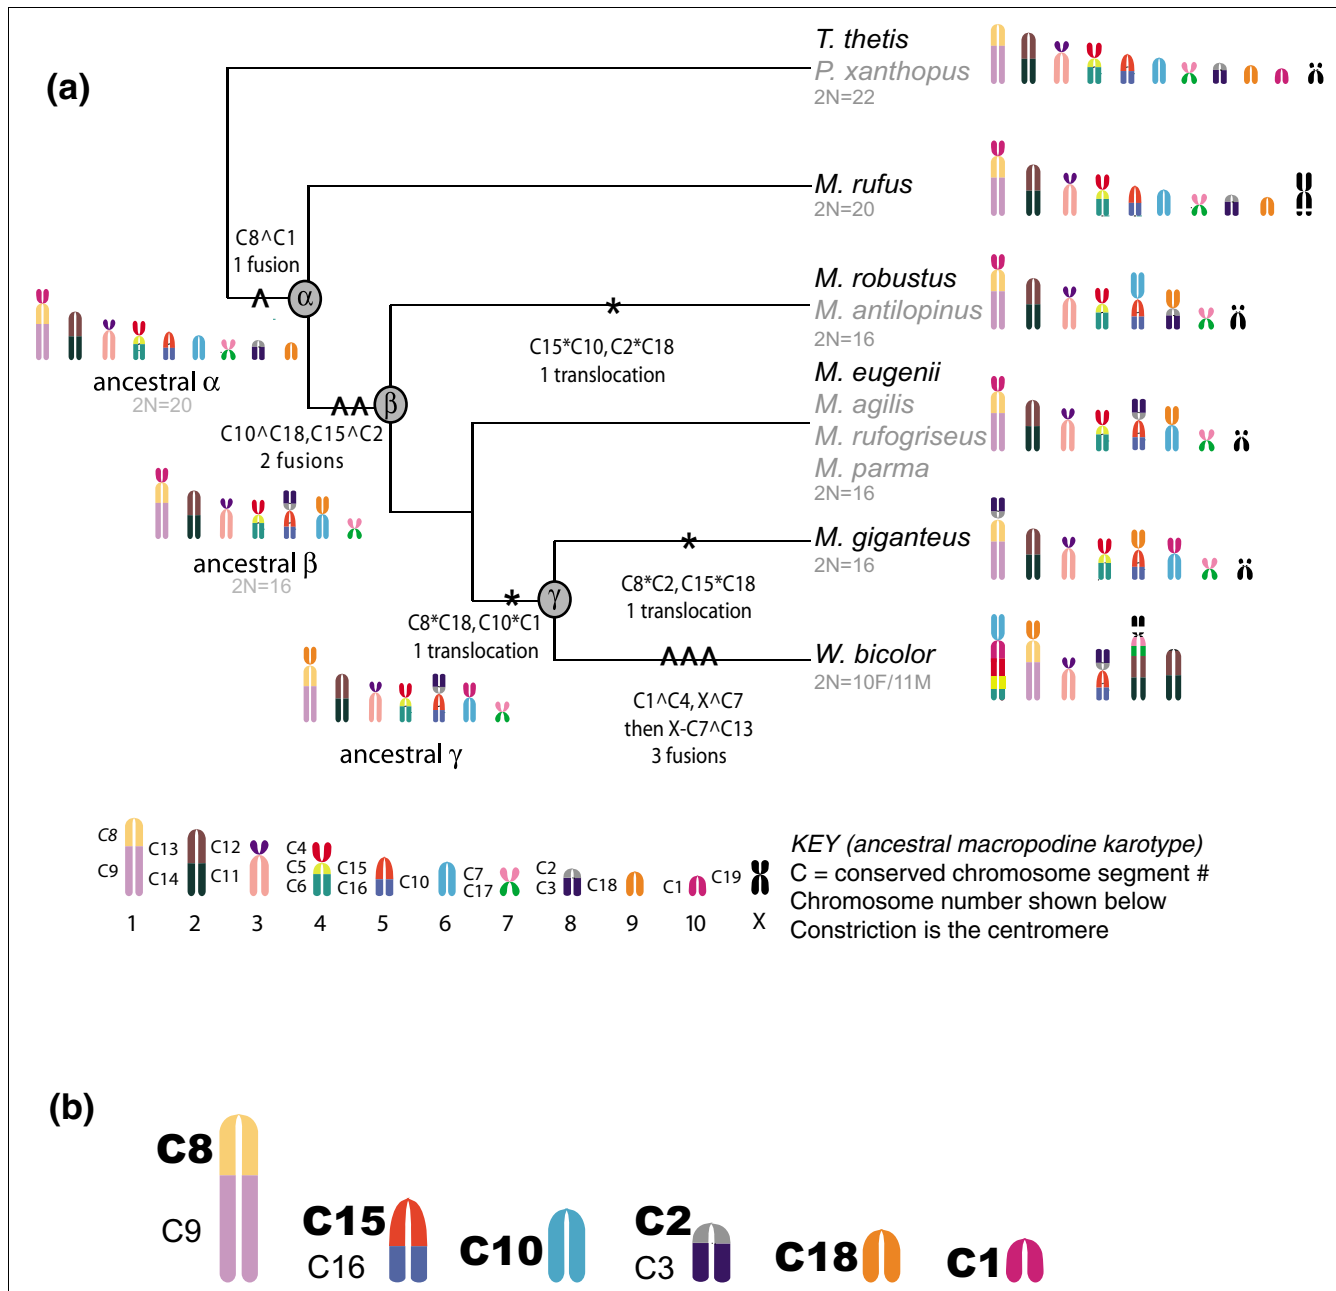 (a)
T. thetis
P. xanthopus
2N=22
M. rufus
2N=20
C8^C1
1 fusion
α
ancestral α
2N=20
M. robustus
M. antilopinus
2N=16
*
C15*C10, C2*C18
1 translocation
^^
β
C10^C18, C15^C2
2 fusions
ancestral β
2N=16
M. eugenii
M. agilis
M. rufogriseus
M. parma
2N=16
M. giganteus
2N=16
*
C8*C2, C15*C18
1 translocation
*
γ
C8*C18, C10*C1
1 translocation
ancestral γ
W. bicolor
2N=10F/11M
^^^
C1^C4, X^C7
then X-C7^C13
3 fusions
C8 C13 C12 C4 C5 C15 C7 C2 C18 C1 C19
C9 C14 C11 C6 C16 C10 C17 C3
1 2 3 4 5 6 7 8 9 10 X
KEY (ancestral macropodine karotype)
C = conserved chromosome segment #
Chromosome number shown below
Constriction is the centromere
(b)
C8
C9
C15
C16
C10
C2
C3
C18
C1